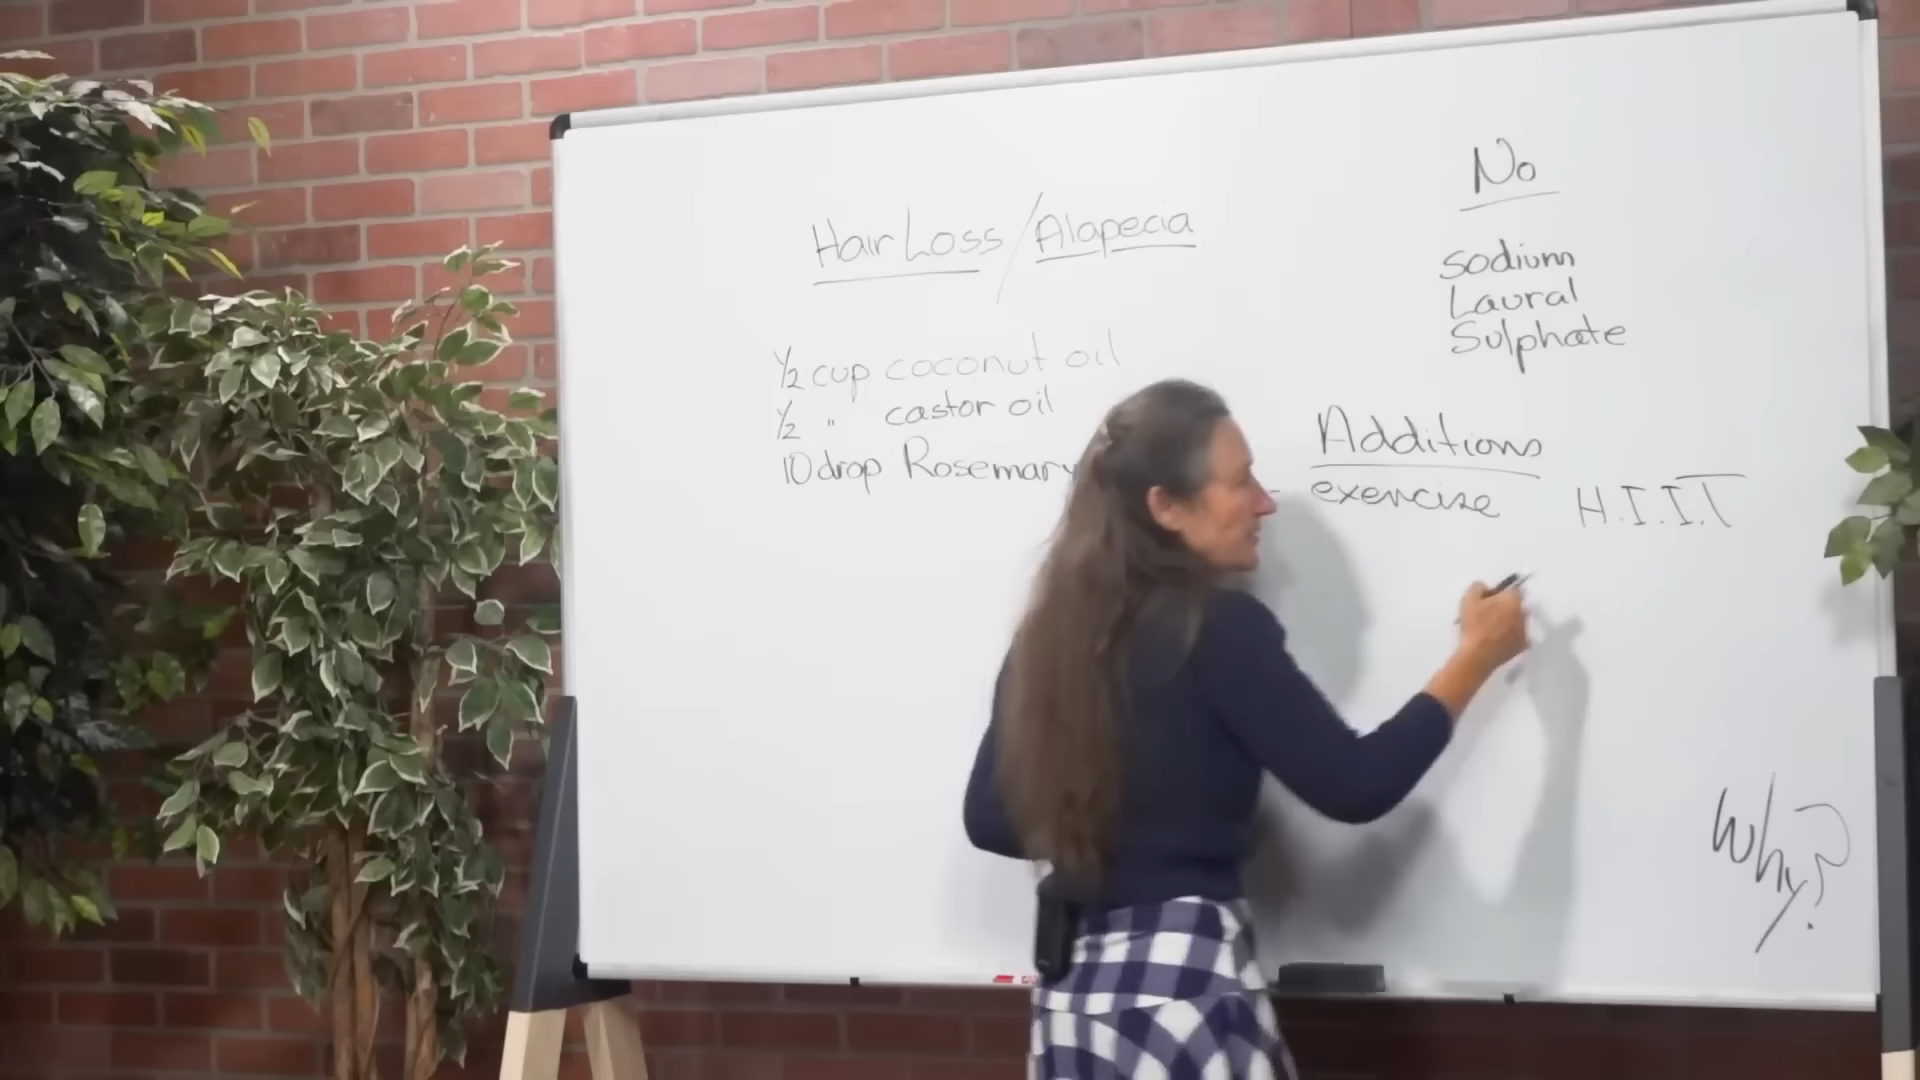 Hair Loss / Alapecia
1/2 cup coconut oil
1/2 " castor oil
10 drop Rosemary
No
Sodium
Laural
Sulphate
Additions
- exercise H.I.I.T
Why?